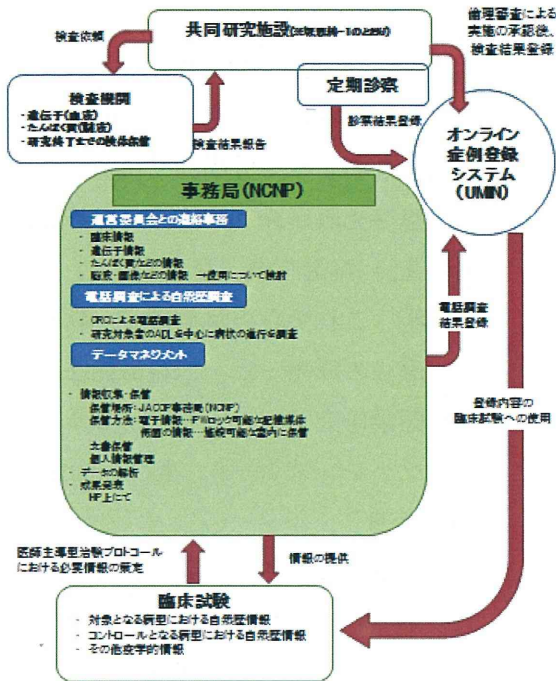 共同研究施設
倫理審査による
実施の承認後、
検査結果登録
検査依頼
定期診察
検査機関
・遺伝子
・たんぱく質
・研究終了までの検体保管
検査結果報告
診察結果登録
オンライン
症例登録
システム
(UMIN)
事務局(NCNP)
運営委員会との連絡事務
・臨床情報
・遺伝子情報
・たんぱく質などの情報
・脳波・画像などの情報 →使用について検討
電話調査による自然歴調査
・CRCによる電話調査
・研究対象者のADLを中心に病状の進行を調査
データマネジメント
電話調査
結果登録
・情報収集・保管
保管場所:JACOP事務局(NCNP)
保管方法:電子情報…PWロック可能な記憶媒体
紙面の情報…施錠可能な室内に保管
文書保管
個人情報管理
・データの解析
・成果発表
HP上にて
登録内容の
臨床試験への使用
医師主導型治験プロトコール
における必要情報の策定
情報の提供
臨床試験
・対象となる病型における自然歴情報
・コントロールとなる病型における自然歴情報
・その他疫学的情報